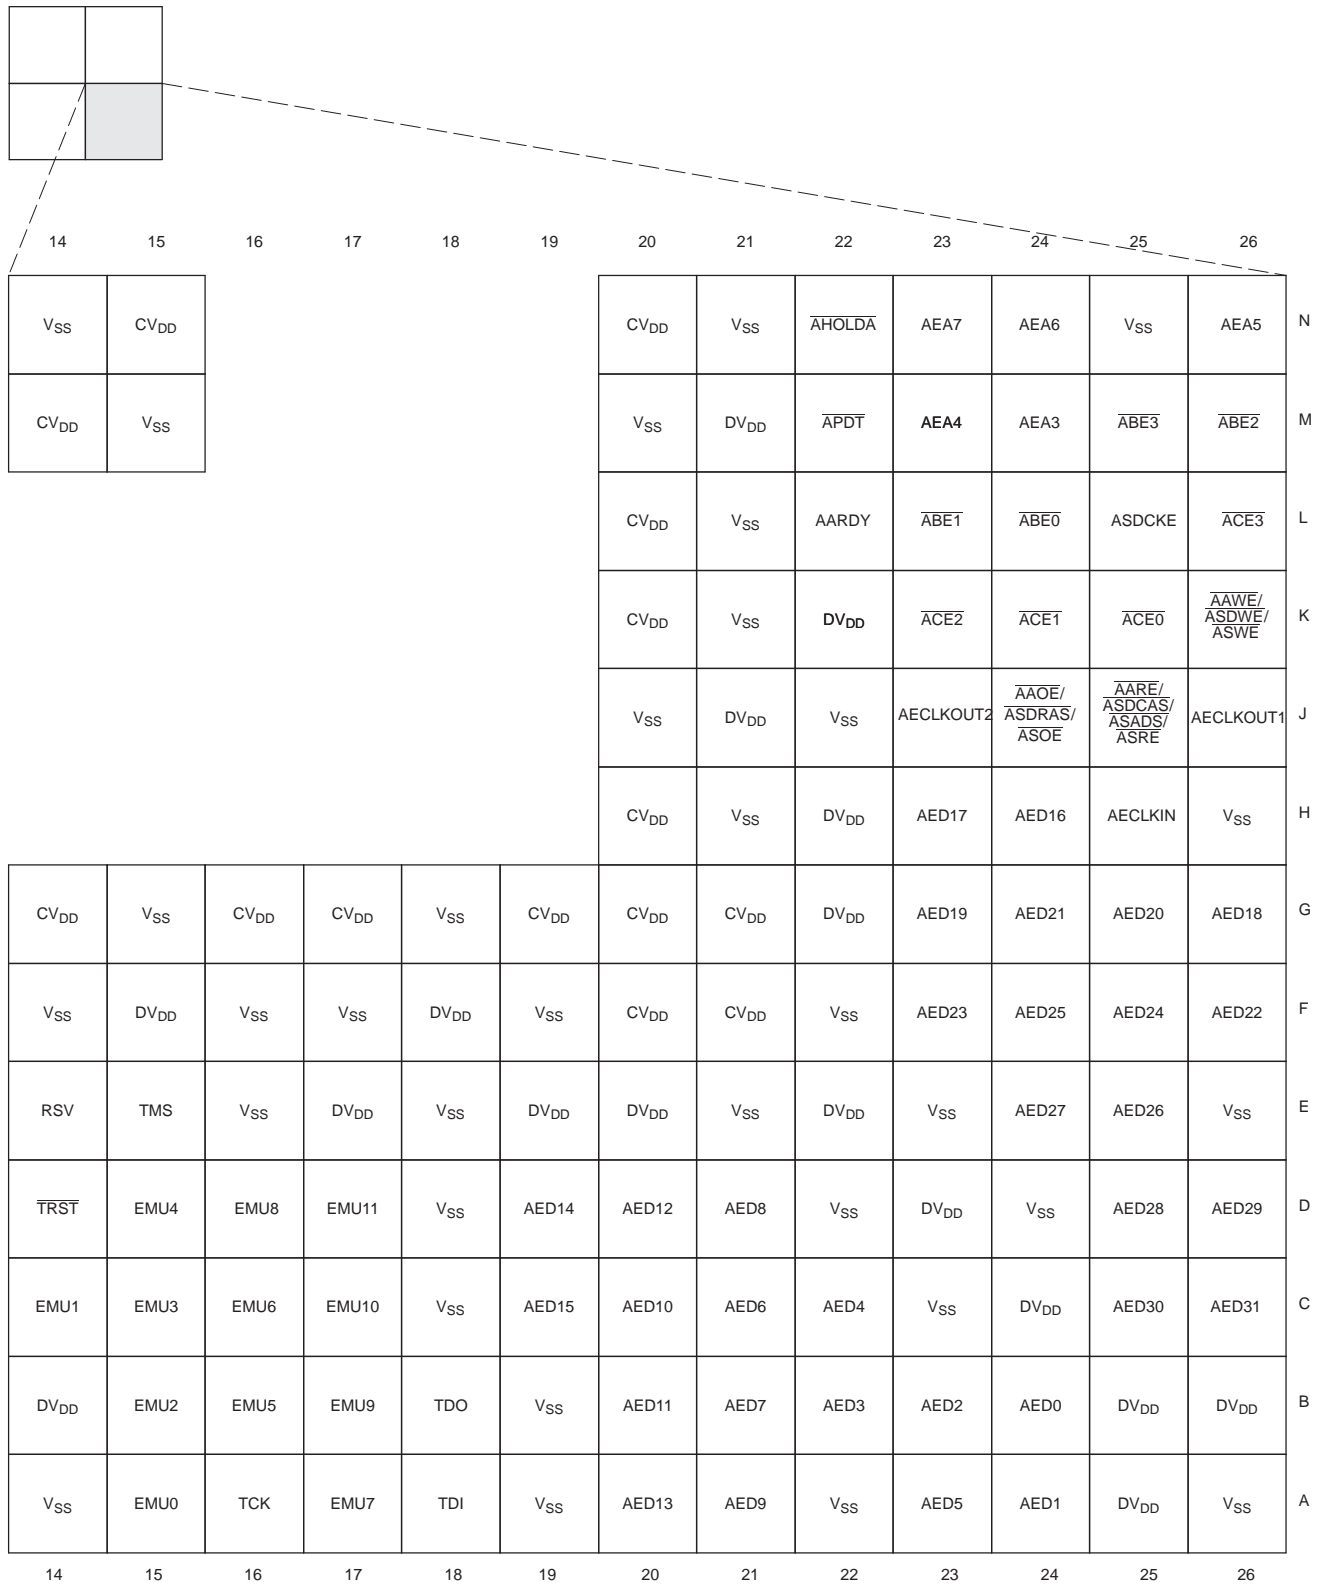 14 15 16 17 18 19 20 21 22 23 24 25 26
VSS CVDD CVDD VSS AHOLDA AEA7 AEA6 VSS AEA5 N
CVDD VSS VSS DVDD APDT AEA4 AEA3 ABE3 ABE2 M
CVDD VSS AARDY ABE1 ABE0 ASDCKE ACE3 L
CVDD VSS DVDD ACE2 ACE1 ACE0 AAWE/ ASDWE/ ASWE K
VSS DVDD VSS AECLKOUT2 AAOE/ ASDRAS/ ASOE AARE/ ASDCAS/ ASADS/ ASRE AECLKOUT1 J
CVDD VSS DVDD AED17 AED16 AECLKIN VSS H
CVDD VSS CVDD CVDD VSS CVDD CVDD CVDD DVDD AED19 AED21 AED20 AED18 G
VSS DVDD VSS VSS DVDD VSS CVDD CVDD VSS AED23 AED25 AED24 AED22 F
RSV TMS VSS DVDD VSS DVDD DVDD VSS DVDD VSS AED27 AED26 VSS E
TRST EMU4 EMU8 EMU11 VSS AED14 AED12 AED8 VSS DVDD VSS AED28 AED29 D
EMU1 EMU3 EMU6 EMU10 VSS AED15 AED10 AED6 AED4 VSS DVDD AED30 AED31 C
DVDD EMU2 EMU5 EMU9 TDO VSS AED11 AED7 AED3 AED2 AED0 DVDD DVDD B
VSS EMU0 TCK EMU7 TDI VSS AED13 AED9 VSS AED5 AED1 DVDD VSS A
14 15 16 17 18 19 20 21 22 23 24 25 26